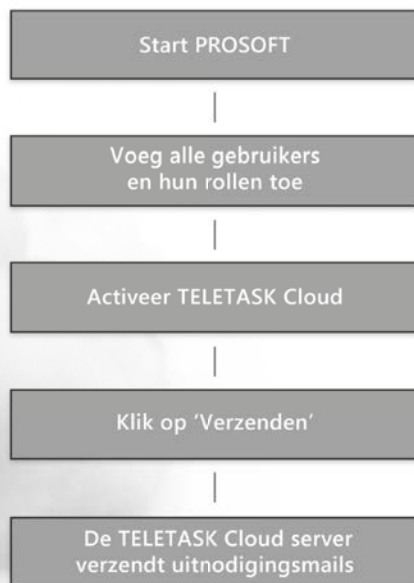 Start PROSOFT
Voeg alle gebruikers
en hun rollen toe
Activeer TELETASK Cloud
Klik op ‘Verzenden’
De TELETASK Cloud server
verzendt uitnodigingsmails